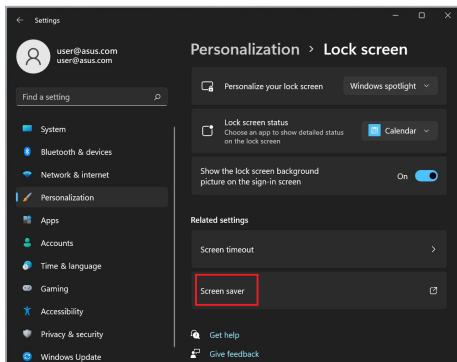 Settings
user@asus.com
user@asus.com
Find a setting
System
Bluetooth & devices
Network & internet
Personalization
Apps
Accounts
Time & language
Gaming
Accessibility
Privacy & security
Windows Update
Personalization > Lock screen
Personalize your lock screen
Windows spotlight
Lock screen status
Choose an app to show detailed status
on the lock screen
Calendar
Show the lock screen background
picture on the sign-in screen
On
Related settings
Screen timeout
Screen saver
Get help
Give feedback